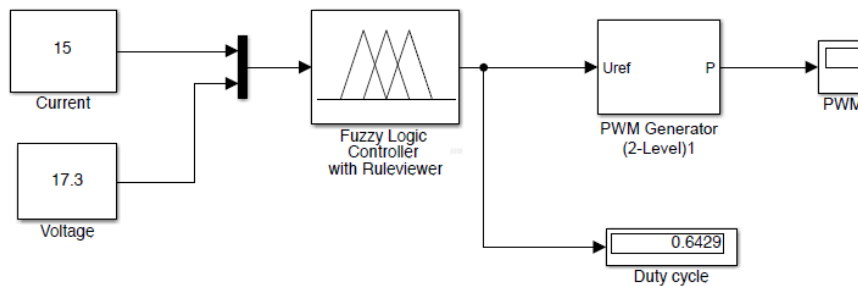 15
Current
17.3
Voltage
Fuzzy Logic
Controller
with Ruleviewer
Uref
P
PWM Generator
(2-Level)1
PWM
0.6429
Duty cycle